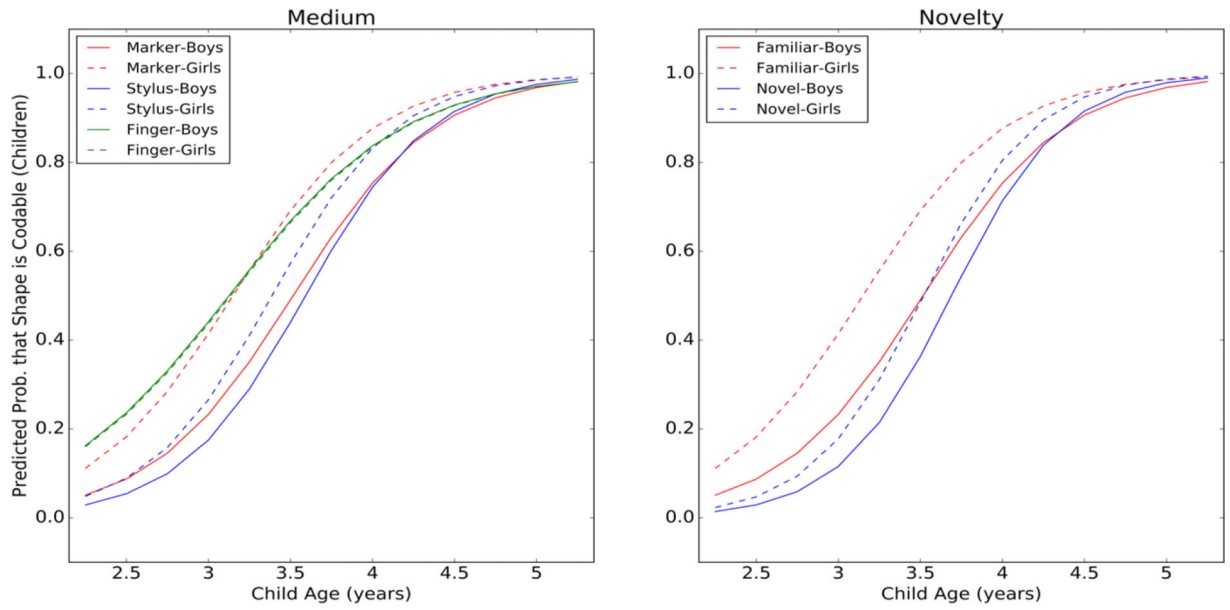 Medium
Marker-Boys
Marker-Girls
Stylus-Boys
Stylus-Girls
Finger-Boys
Finger-Girls
Predicted Prob. that Shape is Codable (Children)
1.0
0.8
0.6
0.4
0.2
0.0
2.5 3 3.5 4 4.5 5
Child Age (years)
Novelty
Familiar-Boys
Familiar-Girls
Novel-Boys
Novel-Girls
1.0
0.8
0.6
0.4
0.2
0.0
2.5 3 3.5 4 4.5 5
Child Age (years)